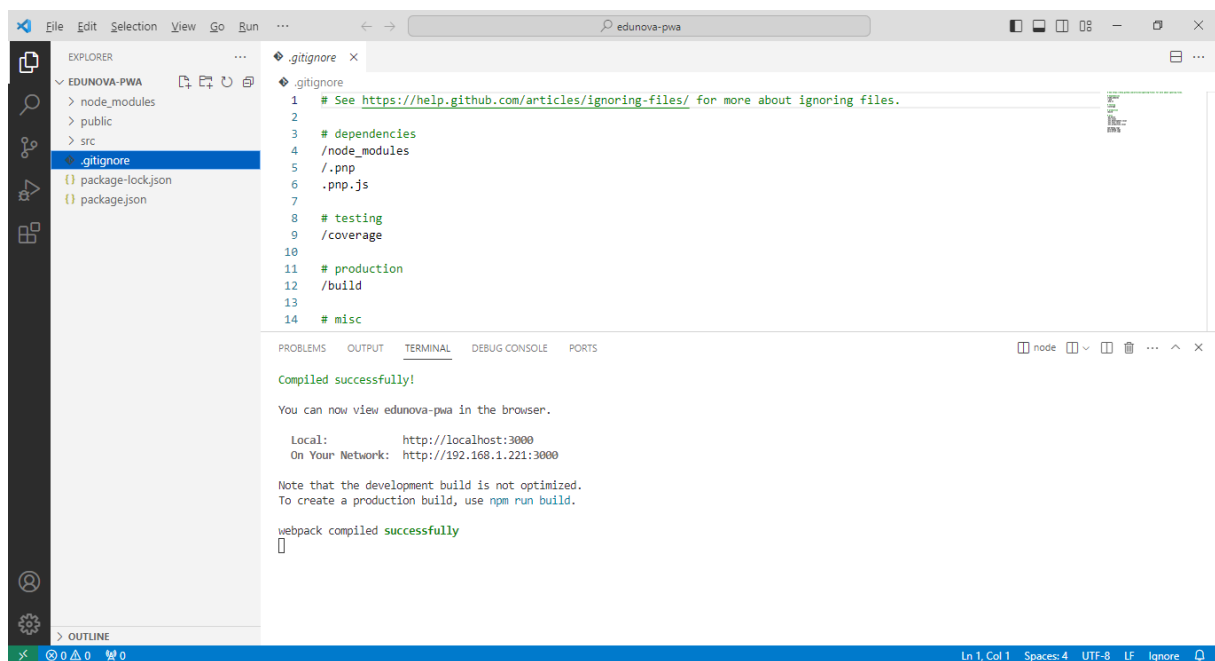 File Edit Selection View Go Run ··· edunova-pwa
EXPLORER ···
EDUNOVA-PWA
node_modules
public
src
.gitignore
package-lock.json
package.json
OUTLINE
.gitignore
.gitignore
1 # See https://help.github.com/articles/ignoring-files/ for more about ignoring files.
2
3 # dependencies
4 /node_modules
5 /.pnp
6 .pnp.js
7
8 # testing
9 /coverage
10
11 # production
12 /build
13
14 # misc
PROBLEMS OUTPUT TERMINAL DEBUG CONSOLE PORTS node ···
Compiled successfully!
You can now view edunova-pwa in the browser.
Local: http://localhost:3000
On Your Network: http://192.168.1.221:3000
Note that the development build is not optimized.
To create a production build, use npm run build.
webpack compiled successfully
0 0 0 Ln 1, Col 1 Spaces: 4 UTF-8 LF Ignore